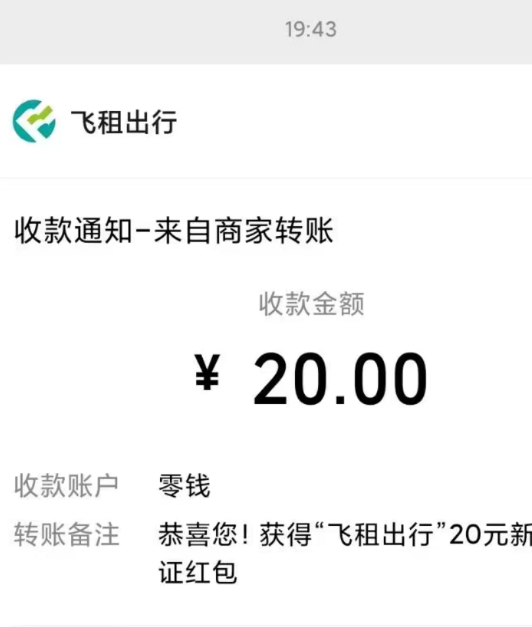 19:43
飞租出行
收款通知-来自商家转账
收款金额
¥ 20.00
收款账户 零钱
转账备注 恭喜您! 获得“飞租出行”20元新
证红包